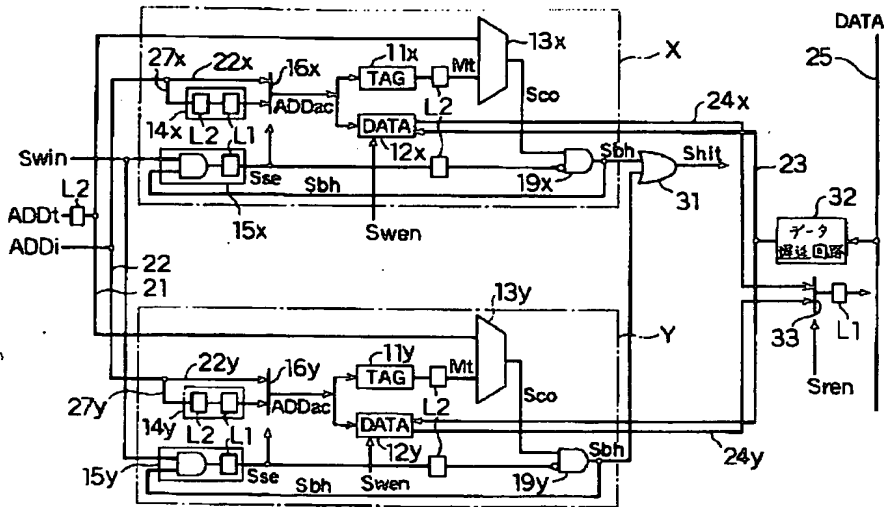 DATA
13x
X
25
11x
22x
16x
27x
TAG
Mt
24x
ADDac
L2
Sco
14x
L2
L1
DATA
12x
Swin
Sbh
Shit
23
Sse
Sbh
19x
31
32
L2
ADDt
15x
Swen
データ
遅延回路
ADDi
22
21
13y
33
L1
Y
11y
22y
16y
TAG
Mt
Sren
27y
ADDac
L2
Sco
14y
L2
L1
DATA
12y
Sbh
24y
15y
Sse
Sbh
Swen
19y